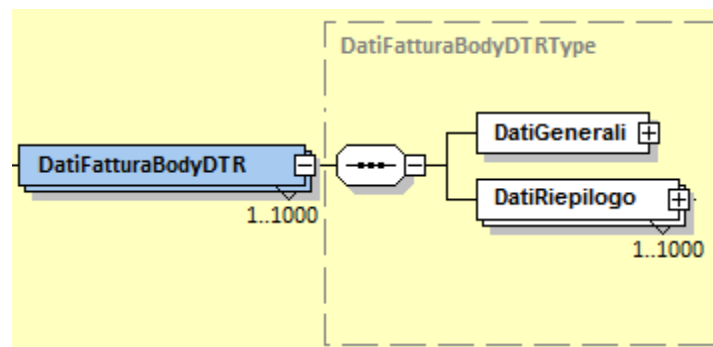 DatiFatturaBodyDTRType
DatiGenerali
DatiFatturaBodyDTR
1..1000
DatiRiepilogo
1..1000